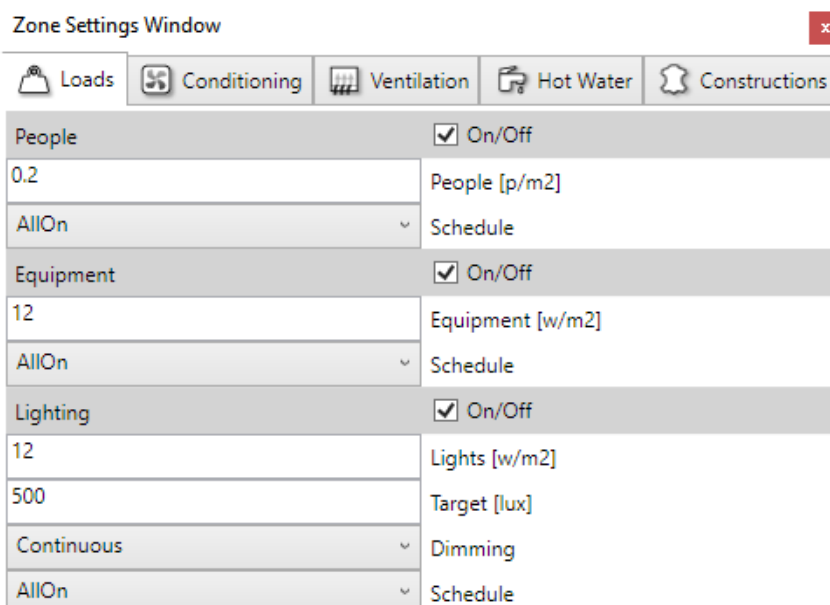 Zone Settings Window
x
Loads Conditioning Ventilation Hot Water Constructions
People On/Off
0.2 People [p/m2]
AllOn Schedule
Equipment On/Off
12 Equipment [w/m2]
AllOn Schedule
Lighting On/Off
12 Lights [w/m2]
500 Target [lux]
Continuous Dimming
AllOn Schedule